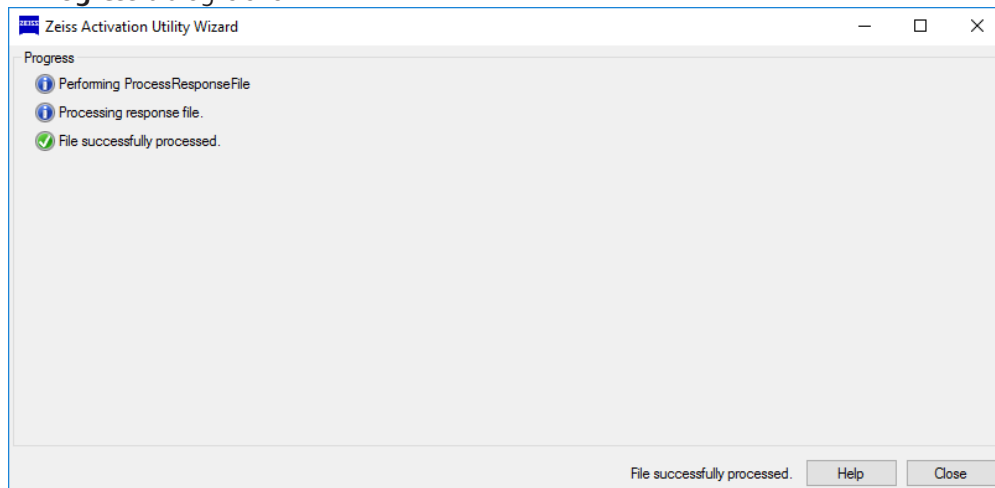 Zeiss Activation Utility Wizard
Progress
Performing ProcessResponseFile
Processing response file.
File successfully processed.
File successfully processed. Help Close